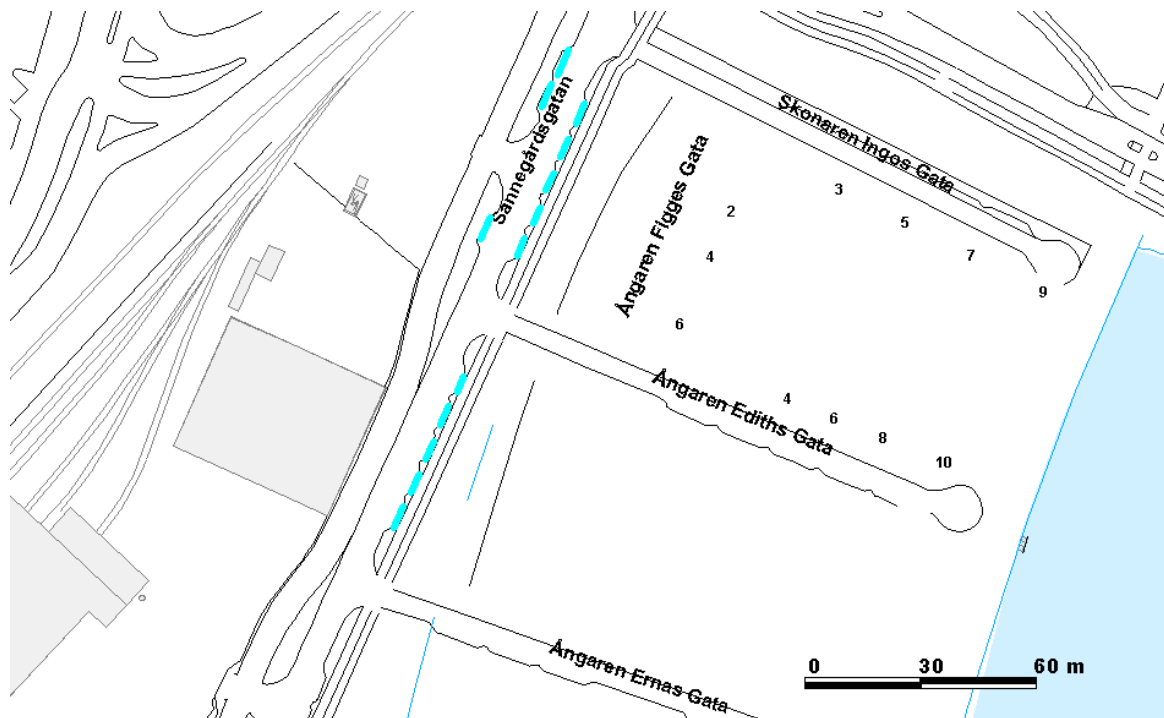 Sannegårdsgatan
Skonaren Ingos Gata
Ångaren Figges Gata
3
2
5
4
7
9
6
Ångaren Ediths Gata
4
6
8
10
Ångaren Ernas Gata
0 30 60 m